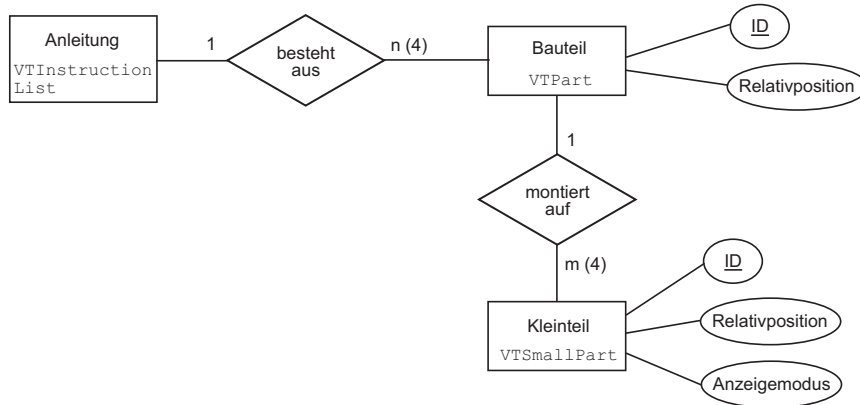 Anleitung
VTInstruction
List
1
besteht
aus
n (4)
Bauteil
VTPart
ID
Relativposition
1
montiert
auf
m (4)
Kleinteil
VTSmallPart
ID
Relativposition
Anzeigemodus